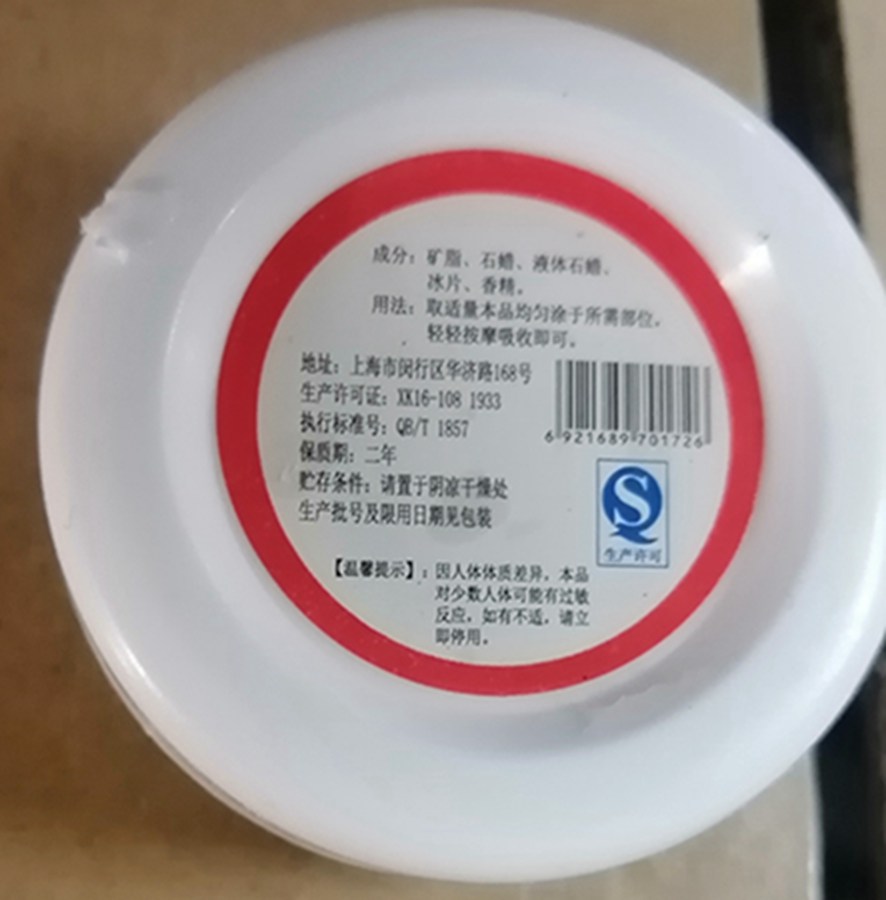 成分：矿脂、石蜡、液体石蜡、
冰片、香精。
用法：取适量本品均匀涂于所需部位，
轻轻按摩吸收即可。
地址：上海市闵行区华济路168号
生产许可证：XK16-108 1933
执行标准号：QB/T 1857
保质期：二年
贮存条件：请置于阴凉干燥处
生产批号及限用日期见包装
6 921689 701726
生产许可
【温馨提示】：因人体体质差异，本品
对少数人体可能有过敏
反应，如有不适，请立
即停用。